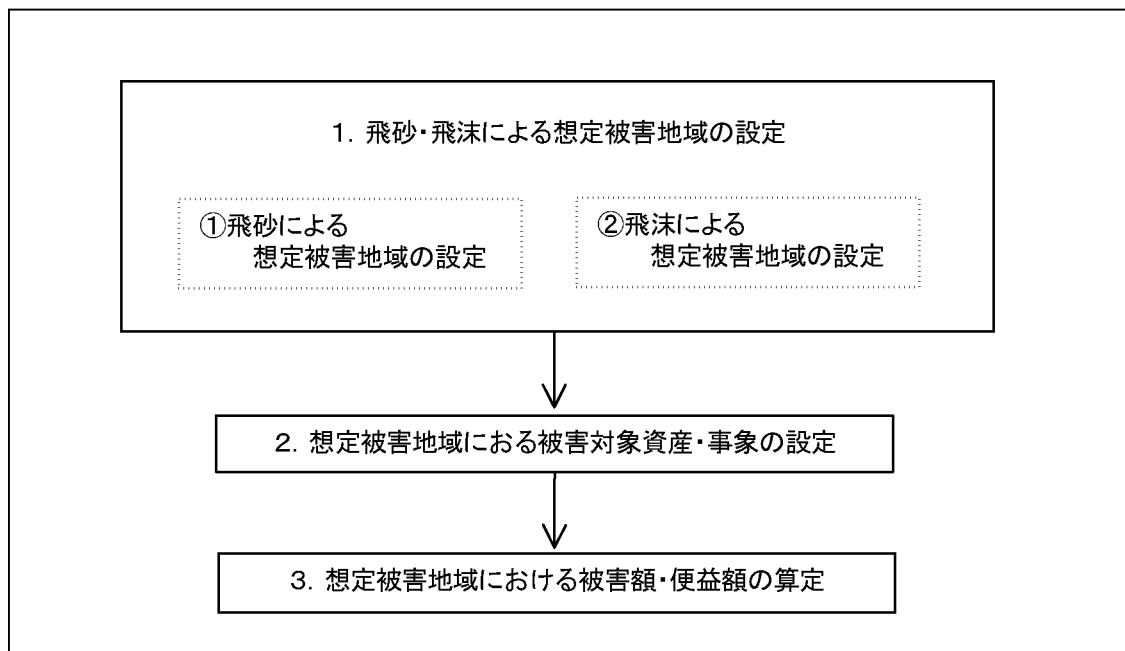 1．飛砂・飛沫による想定被害地域の設定
①飛砂による
想定被害地域の設定
②飛沫による
想定被害地域の設定
2．想定被害地域におる被害対象資産・事象の設定
3．想定被害地域における被害額・便益額の算定